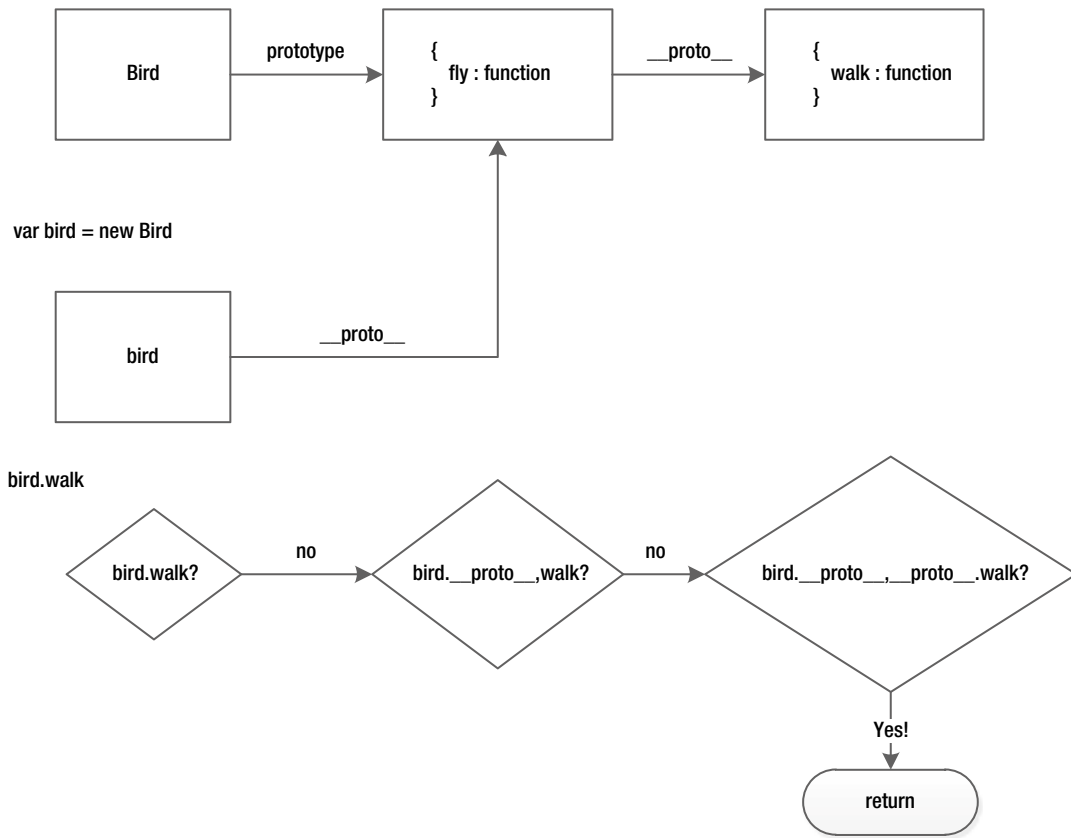 Bird
prototype
{
fly : function
}
__proto__
{
walk : function
}
var bird = new Bird
bird
__proto__
bird.walk
bird.walk?
no
bird.__proto__,walk?
no
bird.__proto__,__proto__.walk?
Yes!
return